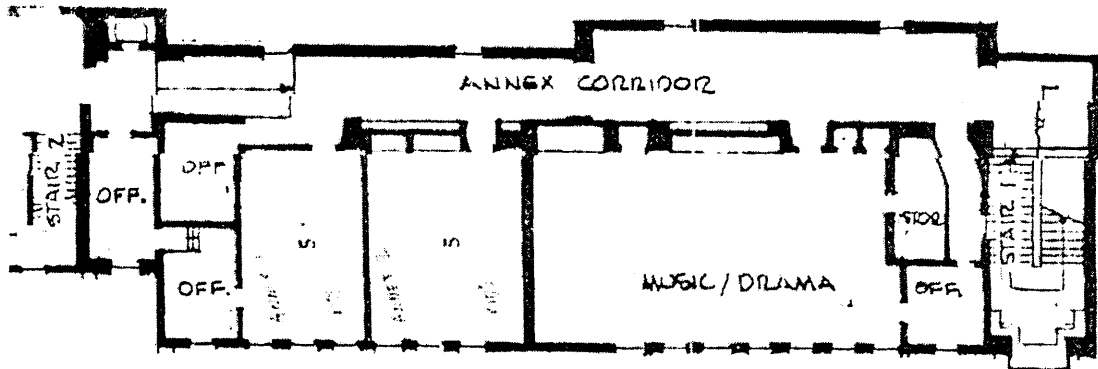 ANNEX CORRIDOR
STAIR 2
OFF.
OFF
OFF.
S
S
MUSIC/DRAMA
STOR
OFF.
STAIR 1